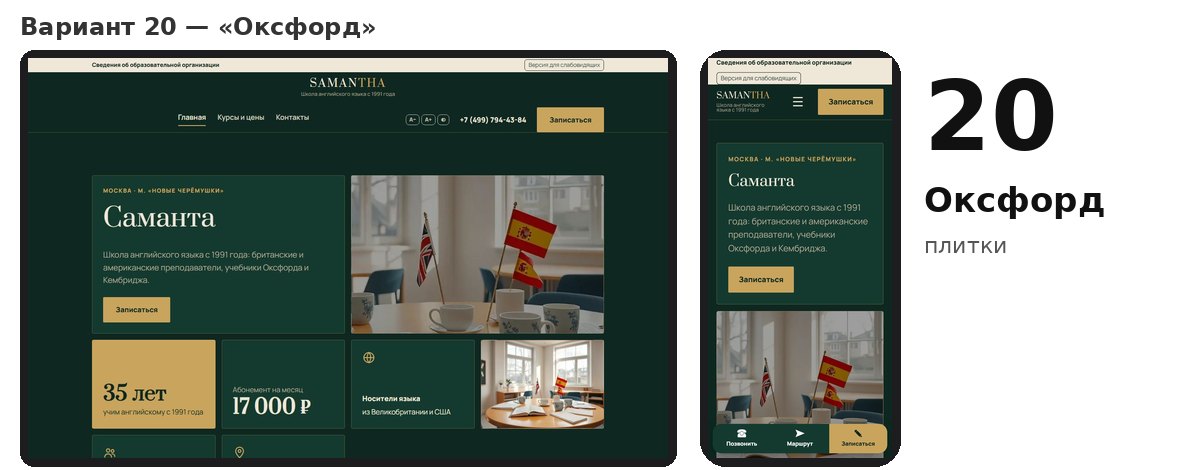 Вариант 20 — «Оксфорд»
Сведения об образовательной организации
Версия для слабовидящих
SAMANTHA
Школа английского языка с 1991 года
Главная
Курсы и цены
Контакты
A−
A+
+7 (499) 794-43-84
Записаться
МОСКВА · М. «НОВЫЕ ЧЕРЁМУШКИ»
Саманта
Школа английского языка с 1991 года: британские и
американские преподаватели, учебники Оксфорда и
Кембриджа.
Записаться
35 лет
учим английскому с 1991 года
Абонемент на месяц
17 000 ₽
Носители языка
из Великобритании и США
Сведения об образовательной организации
Версия для слабовидящих
SAMANTHA
Школа английского
языка с 1991 года
Записаться
МОСКВА · М. «НОВЫЕ ЧЕРЁМУШКИ»
Саманта
Школа английского языка с 1991
года: британские и американские
преподаватели, учебники
Оксфорда и Кембриджа.
Записаться
Позвонить
Маршрут
Записаться
20
Оксфорд
плитки